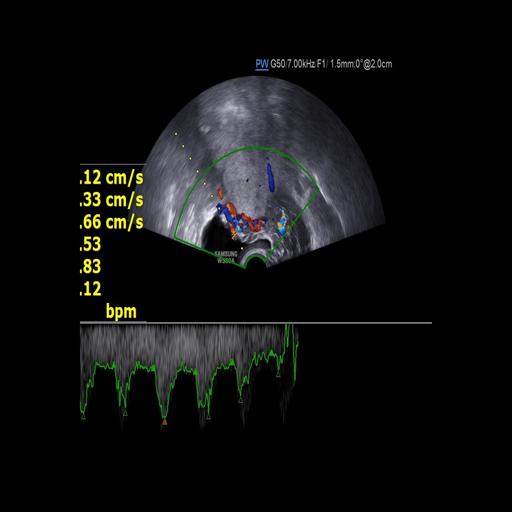 PW G50/7.00kHz/F1/ 1.5mm:0°@2.0cm
.12 cm/s
.33 cm/s
.66 cm/s
.53
.83
.12
bpm
SAMSUNG
WS80A